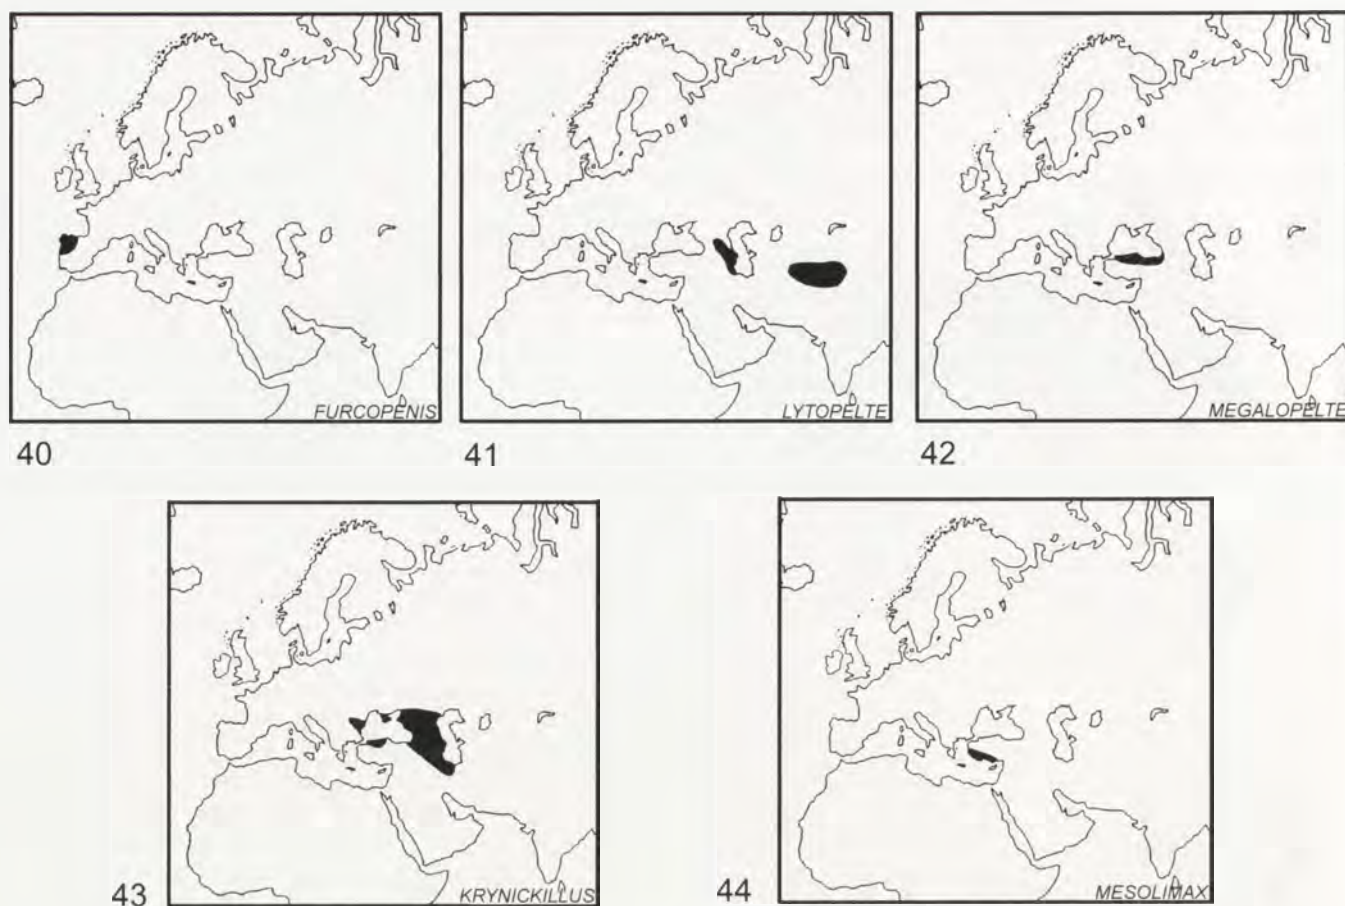 FURCOPENIS
LYTOPELTE
MEGALOPELTE
40
41
42
KRYNICKILLUS
MESOLIMAX
43
44